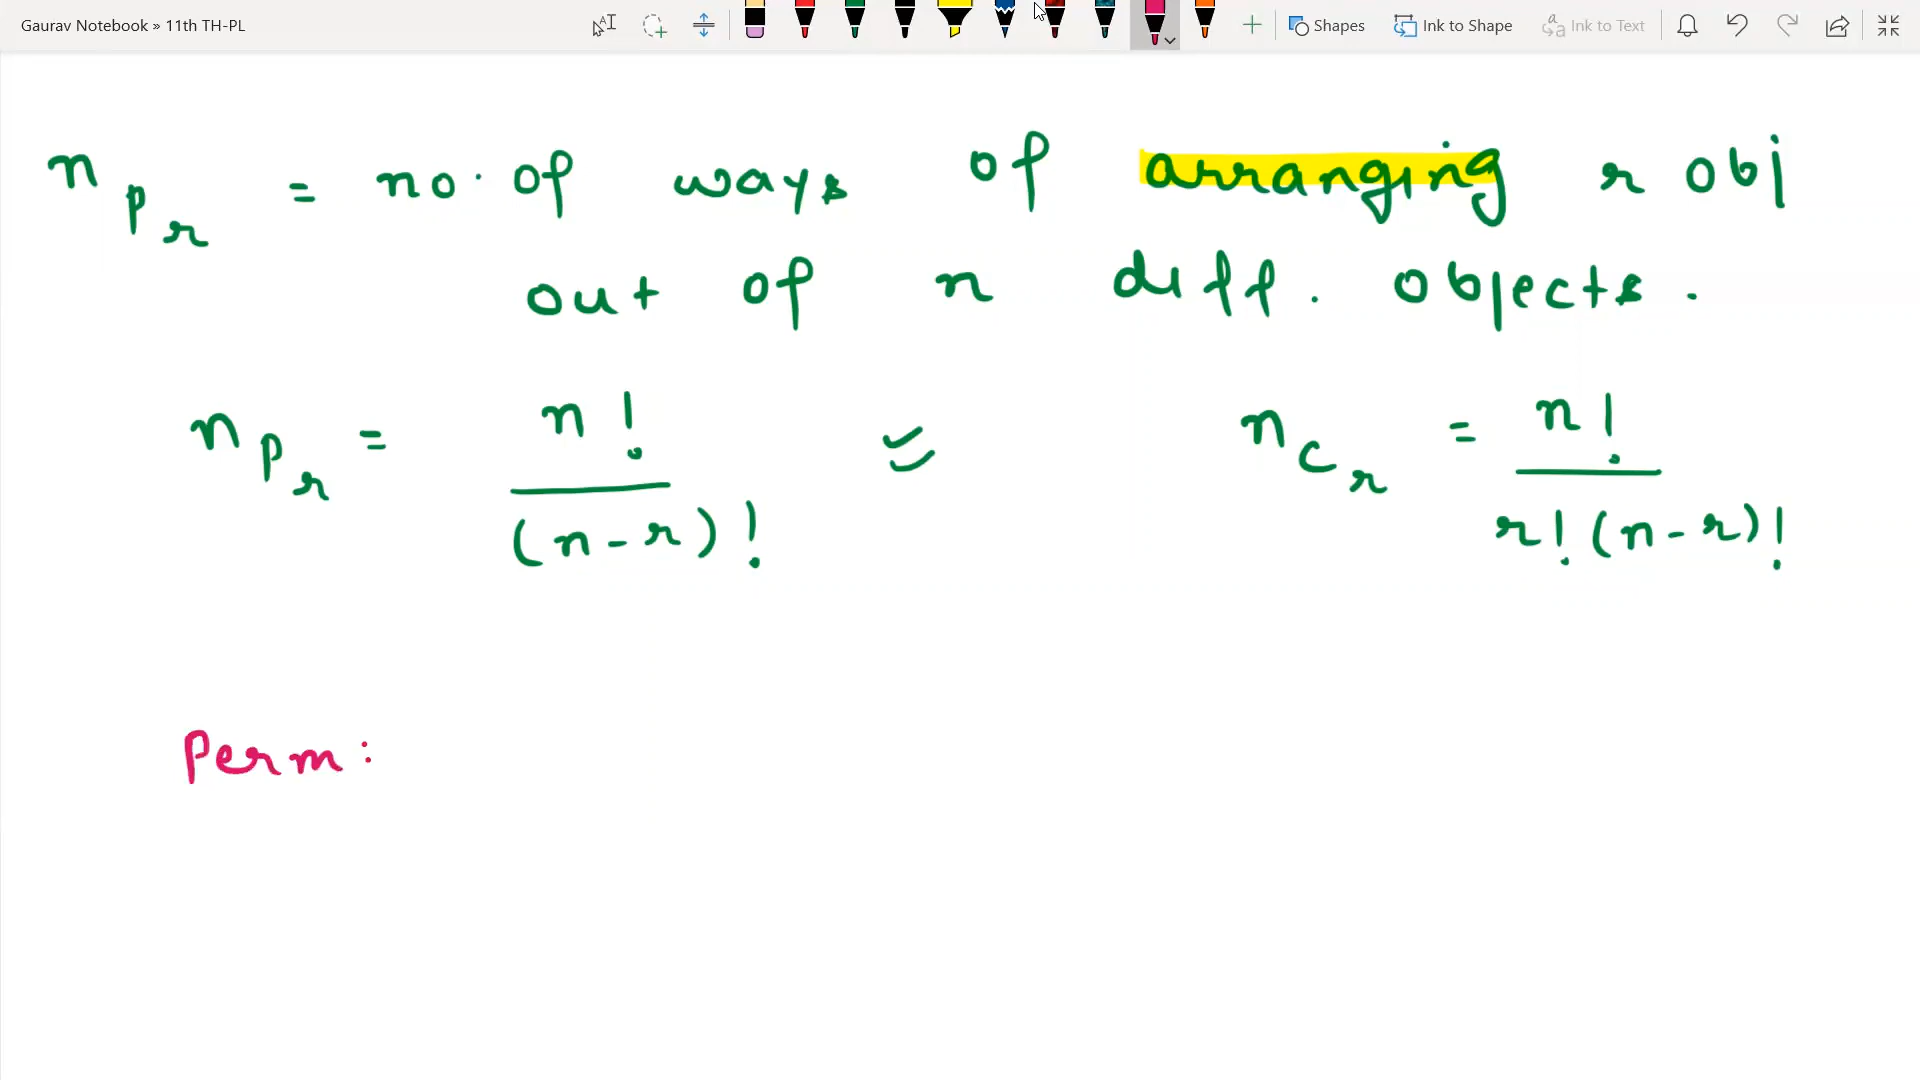 Gaurav Notebook » 11th TH-PL Shapes Ink to Shape Ink to Text
nPr = no. of ways of arranging r obj
out of n diff. objects.
nPr = n! / (n-r)! nCr = n! / r!(n-r)!
Perm: